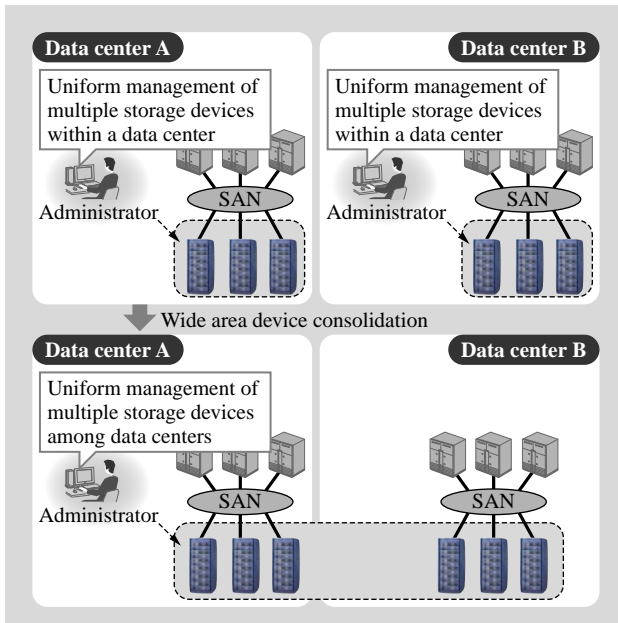 Data center A
Data center B
Uniform management of
multiple storage devices
within a data center
Uniform management of
multiple storage devices
within a data center
SAN
SAN
Administrator
Administrator
Wide area device consolidation
Data center A
Data center B
Uniform management of
multiple storage devices
among data centers
SAN
SAN
Administrator